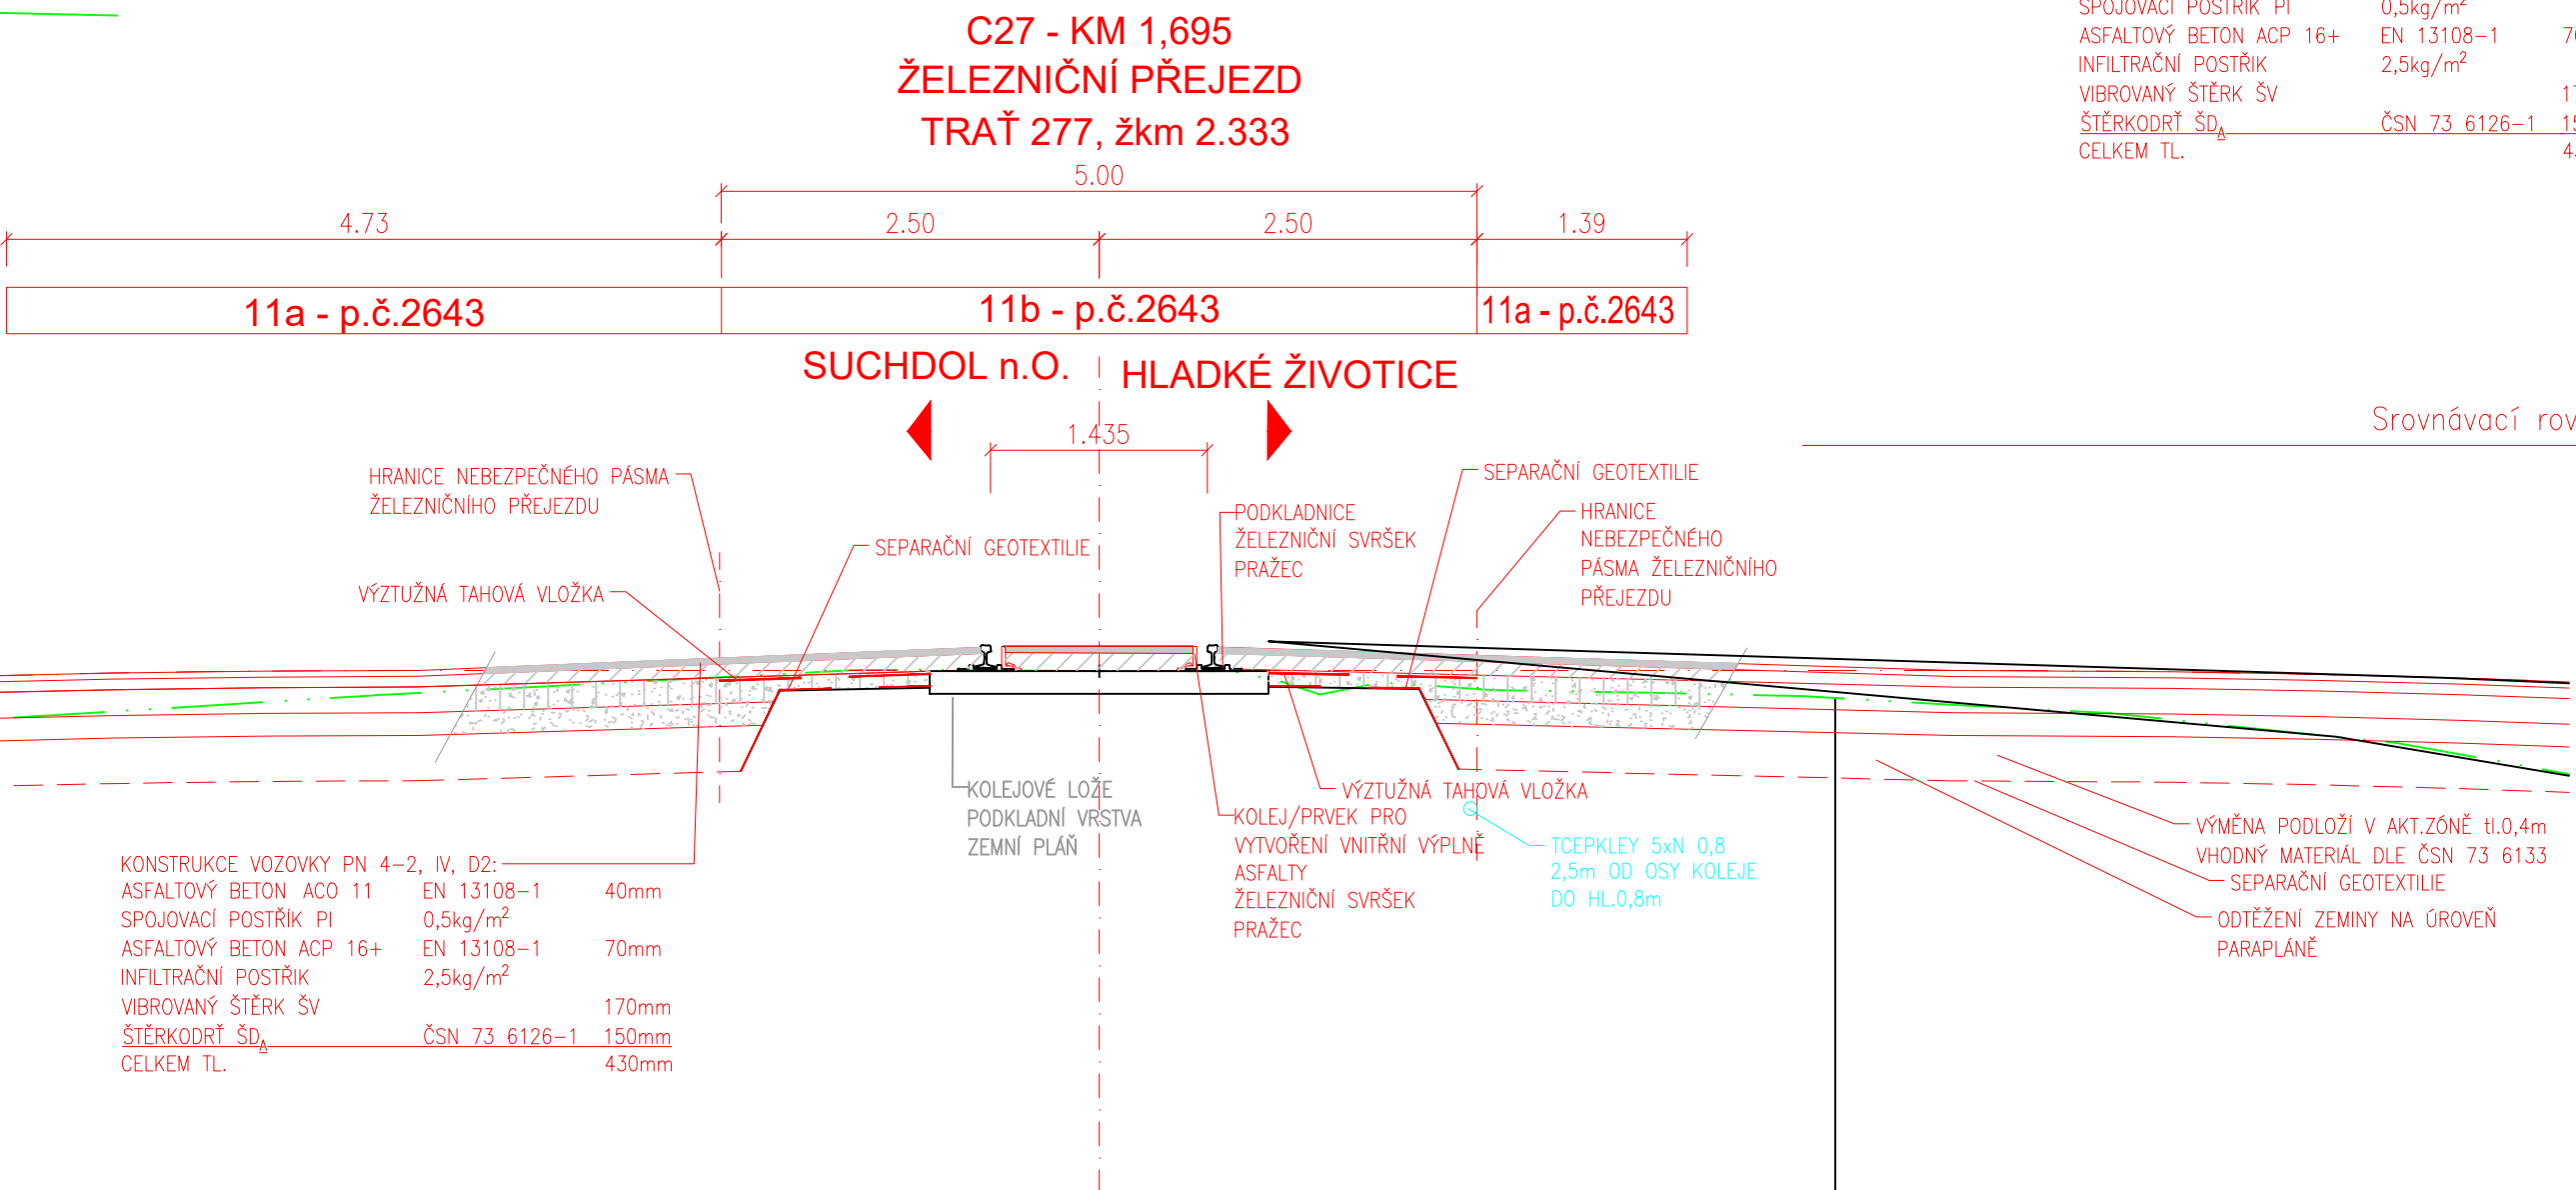 C27 - KM 1,695
ŽELEZNIČNÍ PŘEJEZD
TRAŤ 277, žkm 2.333
SPOJOVACÍ POSTŘIK PI 0,5kg/m²
ASFALTOVÝ BETON ACP 16+ EN 13108-1
INFILTRAČNÍ POSTŘIK 2,5kg/m²
VIBROVANÝ ŠTĚRK ŠV
ŠTĚRKODRŤ ŠDA ČSN 73 6126-1
CELKEM TL.
5.00
4.73 2.50 2.50 1.39
11a - p.č.2643 11b - p.č.2643 11a - p.č.2643
SUCHDOL n.O. HLADKÉ ŽIVOTICE
1.435
Srovnávací
HRANICE NEBEZPEČNÉHO PÁSMA
ŽELEZNIČNÍHO PŘEJEZDU
SEPARAČNÍ GEOTEXTILIE
VÝZTUŽNÁ TAHOVÁ VLOŽKA
PODKLADNICE
ŽELEZNIČNÍ SVRŠEK
PRAŽEC
SEPARAČNÍ GEOTEXTILIE
HRANICE
NEBEZPEČNÉHO
PÁSMA ŽELEZNIČNÍHO
PŘEJEZDU
KOLEJOVÉ LOŽE
PODKLADNÍ VRSTVA
ZEMNÍ PLÁŇ
VÝZTUŽNÁ TAHOVÁ VLOŽKA
KOLEJ/PRVEK PRO
VYTVOŘENÍ VNITŘNÍ VÝPLNĚ
ASFALTY
ŽELEZNIČNÍ SVRŠEK
PRAŽEC
TCEPKLEY 5xN 0,8
2,5m OD OSY KOLEJE
DO HL.0,8m
VÝMĚNA PODLOŽÍ V AKT.ZÓNĚ tl.0,4m
VHODNÝ MATERIÁL DLE ČSN 73 6133
SEPARAČNÍ GEOTEXTILIE
ODTĚŽENÍ ZEMINY NA ÚROVEŇ
PARAPLÁNĚ
KONSTRUKCE VOZOVKY PN 4-2, IV, D2:
ASFALTOVÝ BETON ACO 11 EN 13108-1 40mm
SPOJOVACÍ POSTŘÍK PI 0,5kg/m²
ASFALTOVÝ BETON ACP 16+ EN 13108-1 70mm
INFILTRAČNÍ POSTŘIK 2,5kg/m²
VIBROVANÝ ŠTĚRK ŠV 170mm
ŠTĚRKODRŤ ŠDA ČSN 73 6126-1 150mm
CELKEM TL. 430mm